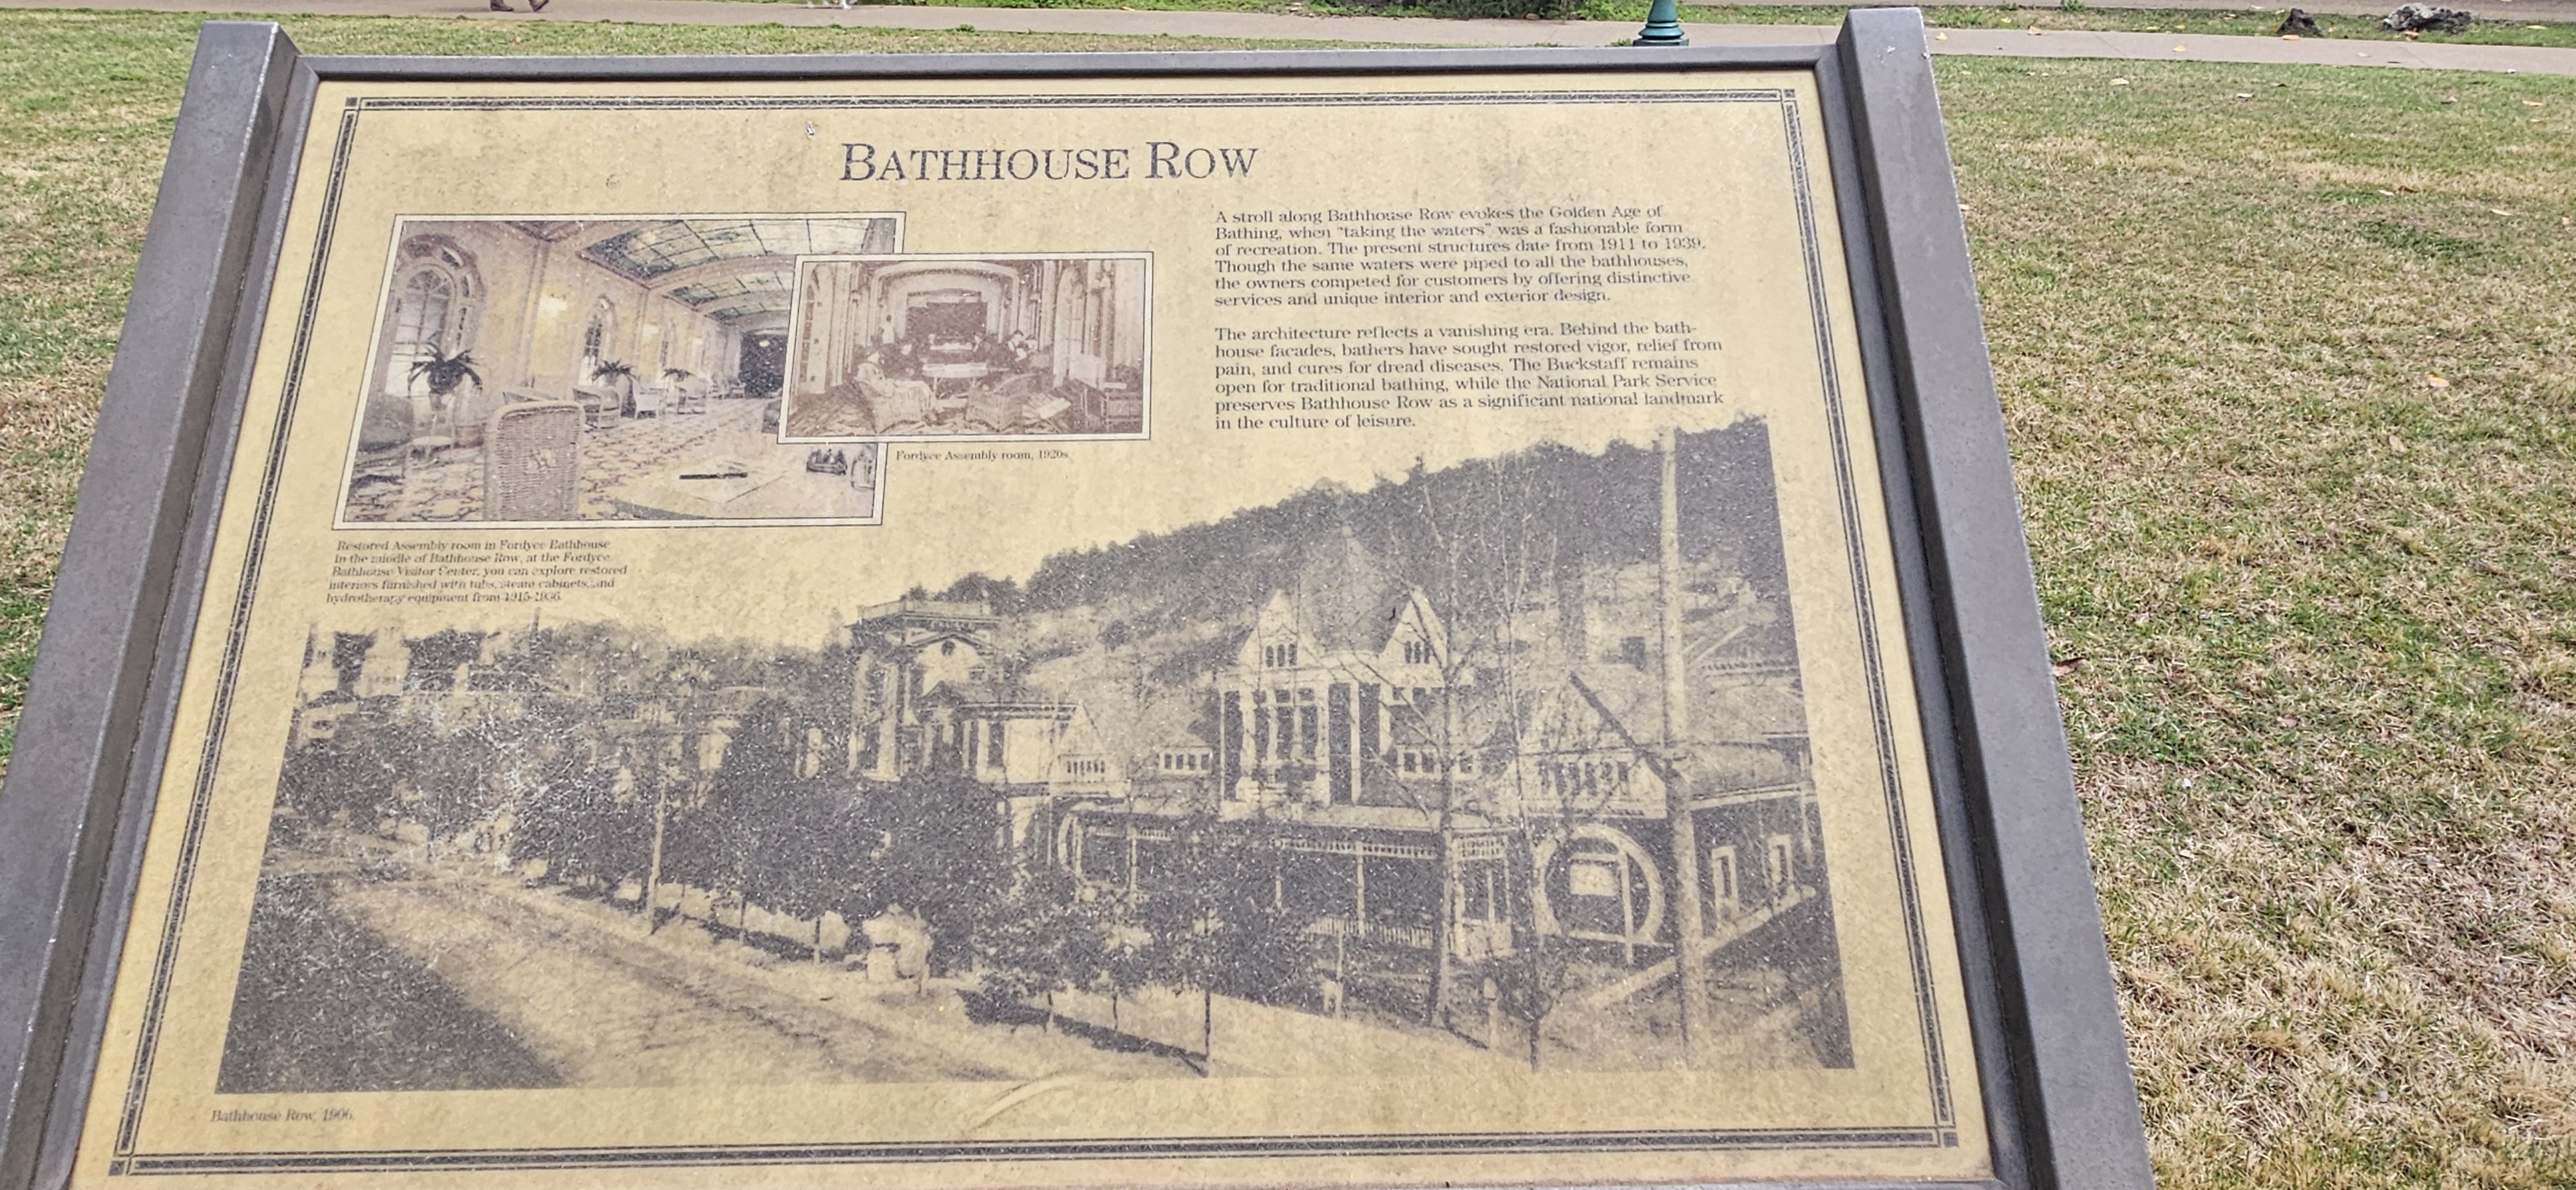 BATHHOUSE ROW
A stroll along Bathhouse Row evokes the Golden Age of
Bathing, when "taking the waters" was a fashionable form
of recreation. The present structures date from 1911 to 1939.
Though the same waters were piped to all the bathhouses,
the owners competed for customers by offering distinctive
services and unique interior and exterior design.
The architecture reflects a vanishing era. Behind the bath-
house facades, bathers have sought restored vigor, relief from
pain, and cures for dread diseases. The Buckstaff remains
open for traditional bathing, while the National Park Service
preserves Bathhouse Row as a significant national landmark
in the culture of leisure.
Fordyce Assembly room, 1920s.
Restored Assembly room in Fordyce Bathhouse
In the middle of Bathhouse Row, at the Fordyce
Bathhouse Visitor Center, you can explore restored
interiors furnished with tubs, steam cabinets, and
hydrotherapy equipment from 1915-1936.
Bathhouse Row, 1906.